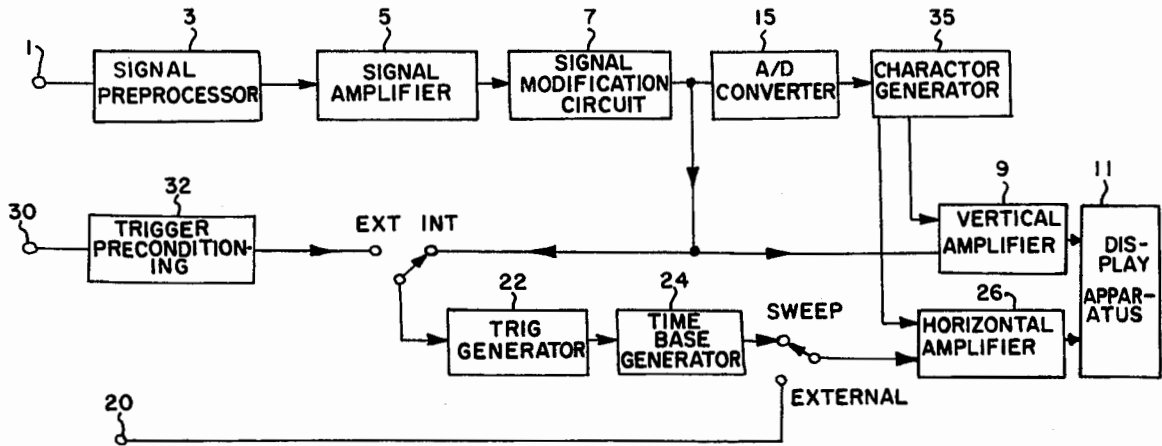 1
3
SIGNAL
PREPROCESSOR
5
SIGNAL
AMPLIFIER
7
SIGNAL
MODIFICATION
CIRCUIT
15
A/D
CONVERTER
35
CHARACTOR
GENERATOR
30
32
TRIGGER
PRECONDITION-
ING
EXT INT
9
VERTICAL
AMPLIFIER
11
DIS-
PLAY
APPAR-
ATUS
22
TRIG
GENERATOR
24
TIME
BASE
GENERATOR
SWEEP
26
HORIZONTAL
AMPLIFIER
EXTERNAL
20